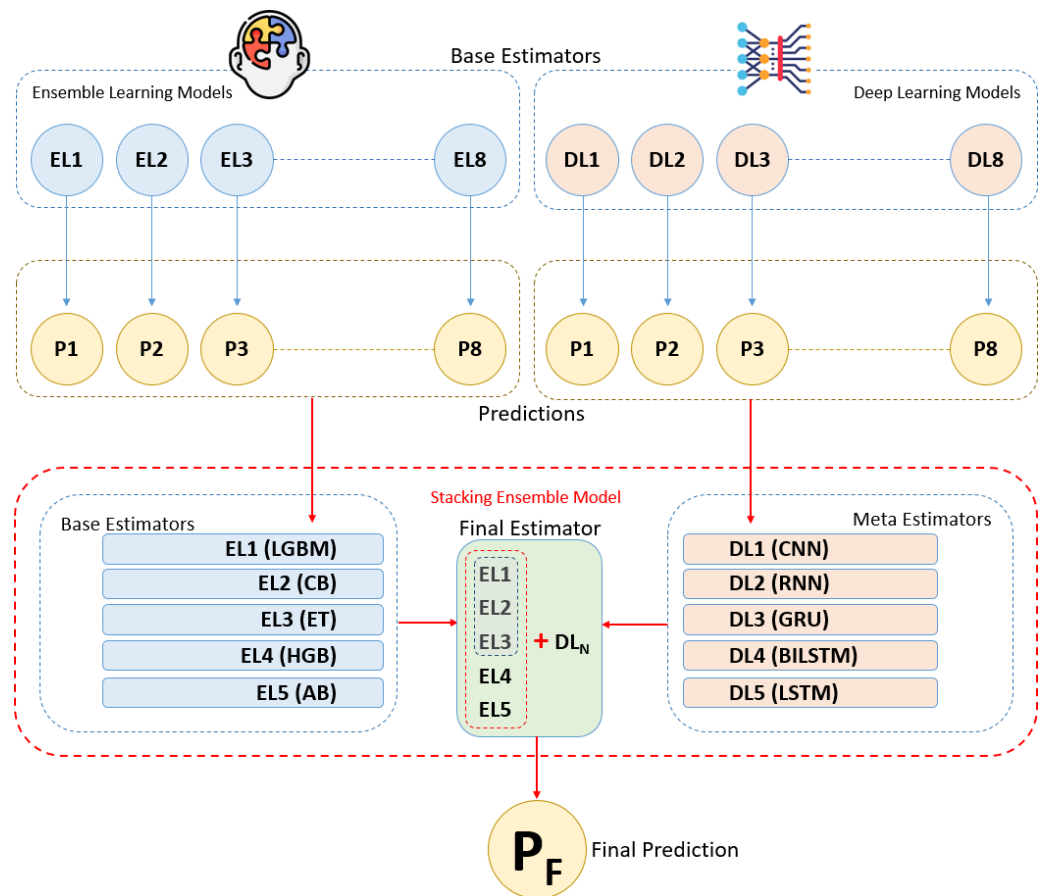 Base Estimators
Ensemble Learning Models
Deep Learning Models
EL1 EL2 EL3 EL8 DL1 DL2 DL3 DL8
P1 P2 P3 P8 P1 P2 P3 P8
Predictions
Stacking Ensemble Model
Base Estimators
EL1 (LGBM)
EL2 (CB)
EL3 (ET)
EL4 (HGB)
EL5 (AB)
Final Estimator
EL1
EL2
EL3
EL4
EL5
+ DLN
Meta Estimators
DL1 (CNN)
DL2 (RNN)
DL3 (GRU)
DL4 (BILSTM)
DL5 (LSTM)
PF
Final Prediction